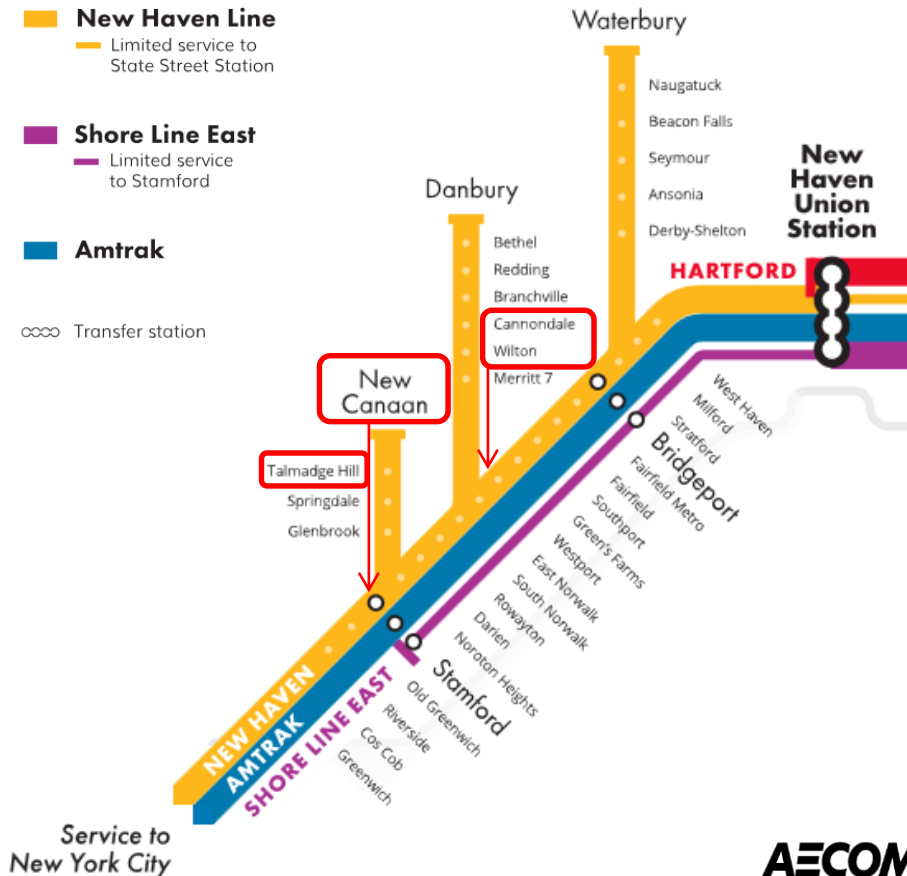 New Haven Line
Limited service to
State Street Station
Shore Line East
Limited service
to Stamford
Amtrak
Transfer station
Waterbury
Naugatuck
Beacon Falls
Seymour
Ansonia
Derby-Shelton
Danbury
Bethel
Redding
Branchville
Cannondale
Wilton
Merritt 7
New
Canaan
Talmadge Hill
Springdale
Glenbrook
New
Haven
Union
Station
HARTFORD
West Haven
Milford
Stratford
Bridgeport
Fairfield Metro
Fairfield
Southport
Green's Farms
Westport
East Norwalk
South Norwalk
Rowayton
Darien
Noroton Heights
Stamford
Old Greenwich
Riverside
Cos Cob
Greenwich
NEW HAVEN
AMTRAK
SHORE LINE EAST
Service to
New York City
AECOM